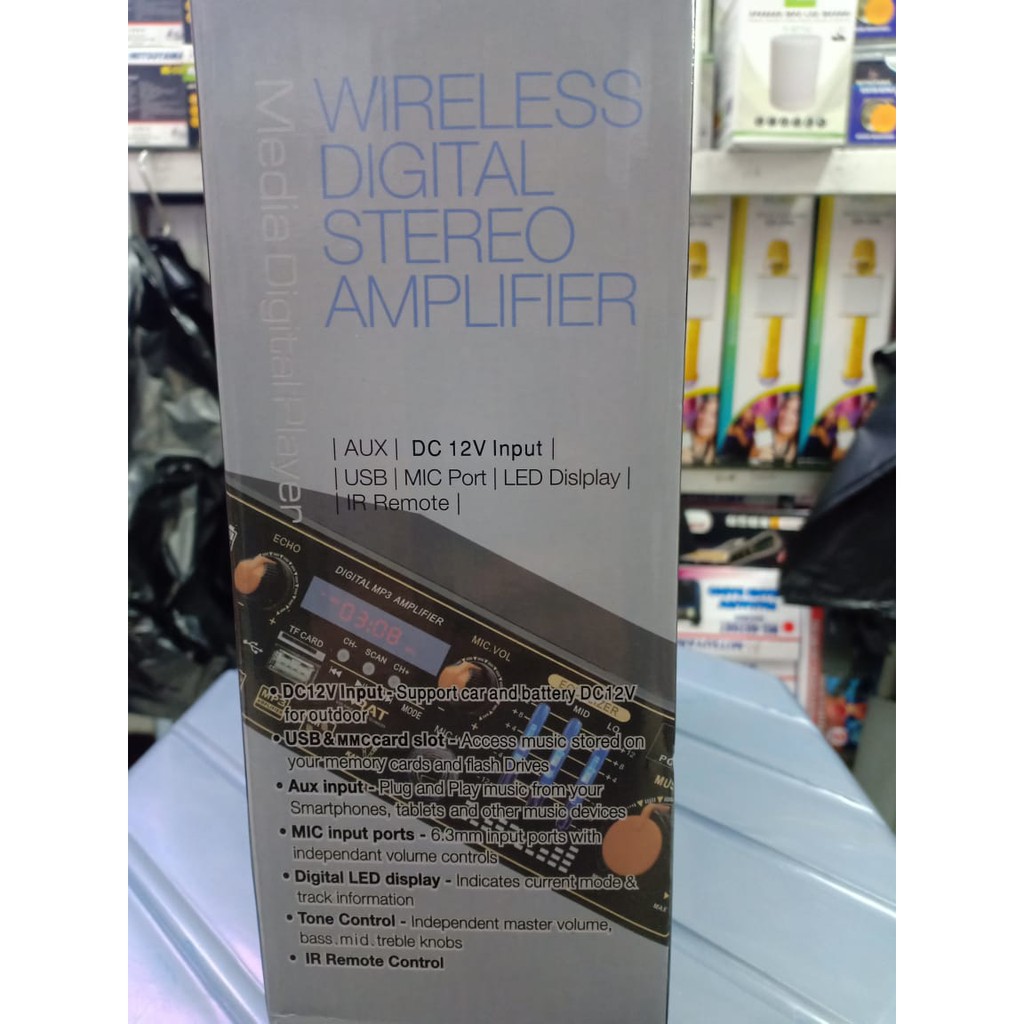 WIRELESS
DIGITAL
STEREO
AMPLIFIER
Media Digital Player
| AUX | DC 12V Input |
| USB | MIC Port | LED Dislplay |
| IR Remote |
ECHO
DIGITAL MP3 AMPLIFIER
03:08
MIC.VOL
TF CARD
CH-
SCAN
CH+
MODE
EQUALIZER
MID
• DC12V Input - Support car and battery DC12V
for outdoor
• USB & MMC card slot - Access music stored on
your memory cards and flash Drives
• Aux input - Plug and Play music from your
Smartphones, tablets and other music devices
• MIC input ports - 6.3mm Input ports with
independant volume controls
• Digital LED display - Indicates current mode &
track information
• Tone Control - Independent master volume,
bass.mid.treble knobs
• IR Remote Control